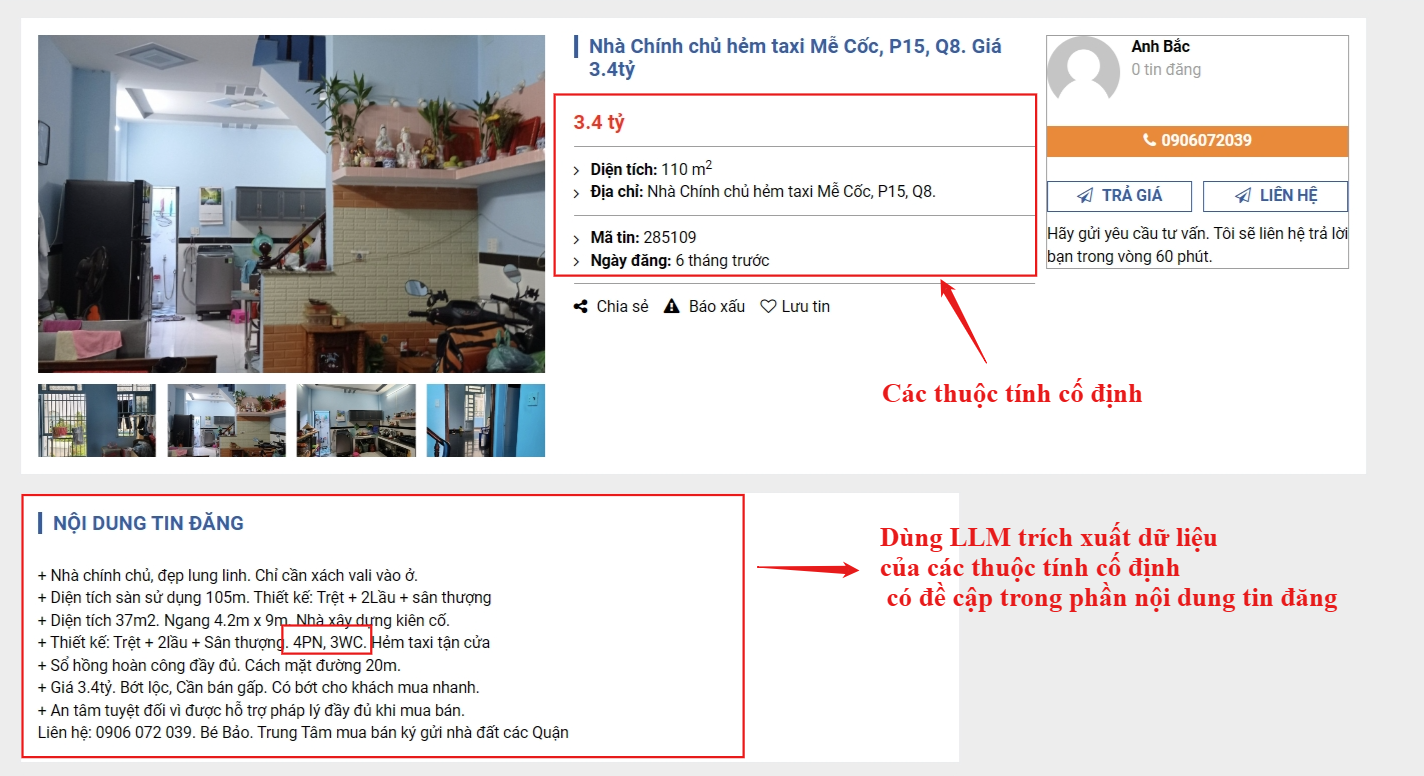 Nhà Chính chủ hẻm taxi Mễ Cốc, P15, Q8. Giá
3.4tỷ
3.4 tỷ
Diện tích: 110 m2
Địa chỉ: Nhà Chính chủ hẻm taxi Mễ Cốc, P15, Q8.
Mã tin: 285109
Ngày đăng: 6 tháng trước
Chia sẻ Báo xấu Lưu tin
Anh Bắc
0 tin đăng
0906072039
TRẢ GIÁ LIÊN HỆ
Hãy gửi yêu cầu tư vấn. Tôi sẽ liên hệ trả lời
bạn trong vòng 60 phút.
Các thuộc tính cố định
NỘI DUNG TIN ĐĂNG
+ Nhà chính chủ, đẹp lung linh. Chỉ cần xách vali vào ở.
+ Diện tích sàn sử dụng 105m. Thiết kế: Trệt + 2Lầu + sân thượng
+ Diện tích 37m2. Ngang 4.2m x 9m. Nhà xây dựng kiên cố.
+ Thiết kế: Trệt + 2lầu + Sân thượng. 4PN, 3WC. Hẻm taxi tận cửa
+ Sổ hồng hoàn công đầy đủ. Cách mặt đường 20m.
+ Giá 3.4tỷ. Bớt lộc, Cần bán gấp. Có bớt cho khách mua nhanh.
+ An tâm tuyệt đối vì được hỗ trợ pháp lý đầy đủ khi mua bán.
Liên hệ: 0906 072 039. Bé Bảo. Trung Tâm mua bán ký gửi nhà đất các Quận
Dùng LLM trích xuất dữ liệu
của các thuộc tính cố định
có đề cập trong phần nội dung tin đăng